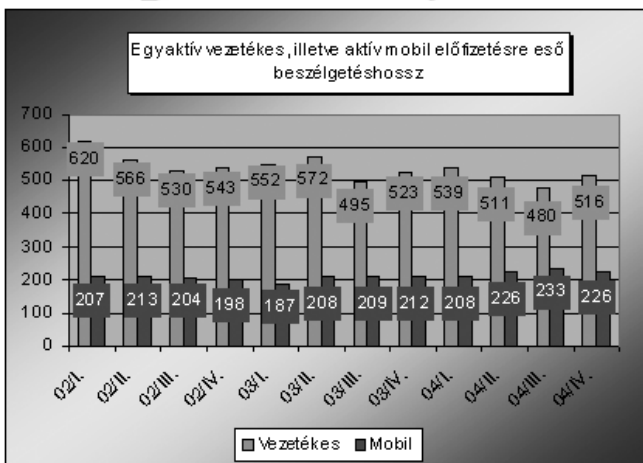 Egy aktív vezetékes, illetve aktív mobil előfizetésre eső
beszélgetéshossz
700
600
500
400
300
200
100
0
620 566 530 543 552 572 495 523 539 511 480 516
207 213 204 198 187 208 209 212 208 226 233 226
02/I. 02/II. 02/III. 02/IV. 03/I. 03/II. 03/III. 03/IV. 04/I. 04/II. 04/III. 04/IV.
Vezetékes Mobil